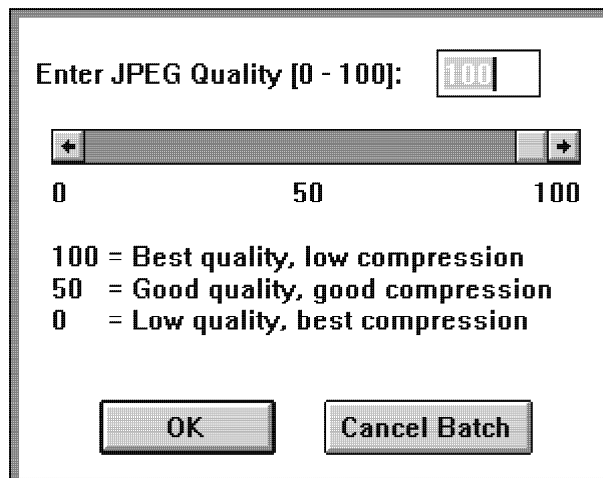 Enter JPEG Quality [0 - 100]: 100
0 50 100
100 = Best quality, low compression
50 = Good quality, good compression
0 = Low quality, best compression
OK Cancel Batch